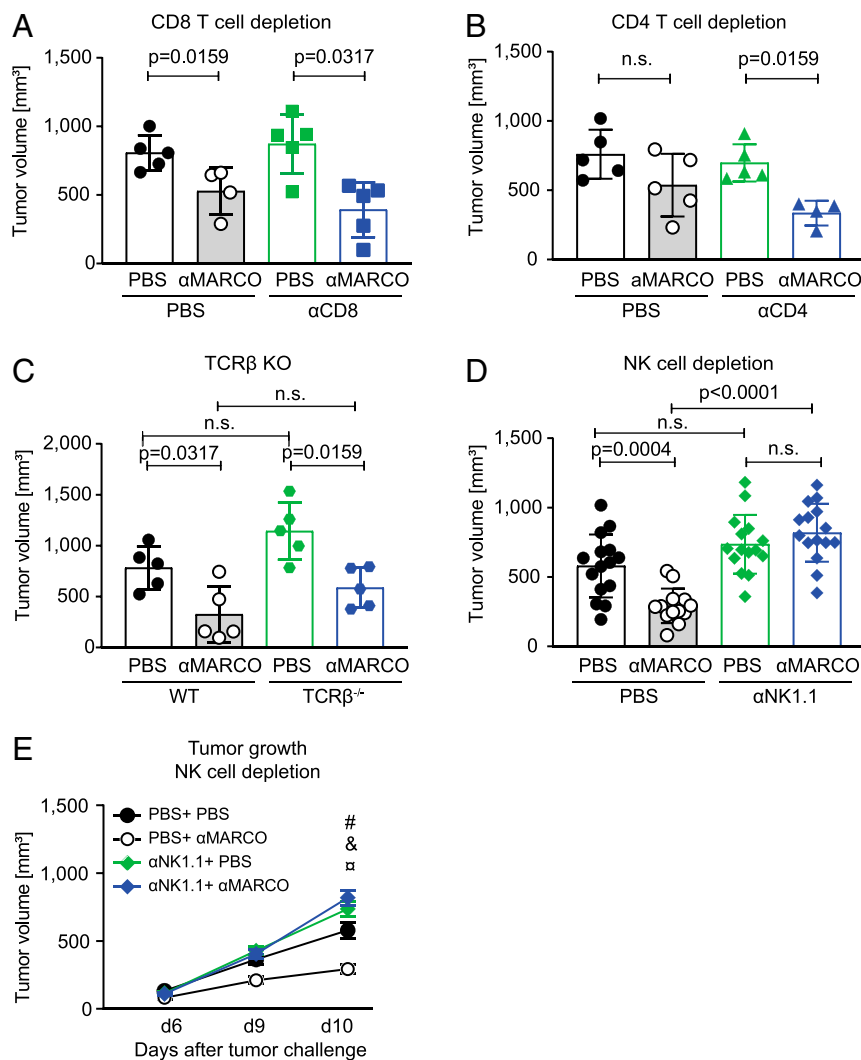 A
CD8 T cell depletion
p=0.0159
p=0.0317
Tumor volume [mm³]
1,500
1,000
500
0
PBS αMARCO PBS αMARCO
PBS αCD8
B
CD4 T cell depletion
n.s.
p=0.0159
Tumor volume [mm³]
1,500
1,000
500
0
PBS aMARCO PBS αMARCO
PBS αCD4
C
TCRβ KO
n.s.
n.s.
p=0.0317
p=0.0159
Tumor volume [mm³]
2,000
1,500
1,000
500
0
PBS αMARCO PBS αMARCO
WT TCRβ-/-
D
NK cell depletion
p<0.0001
n.s.
p=0.0004
n.s.
Tumor volume [mm³]
1,500
1,000
500
0
PBS αMARCO PBS αMARCO
PBS αNK1.1
E
Tumor growth
NK cell depletion
Tumor volume [mm³]
1,500
1,000
500
0
PBS+ PBS
PBS+ αMARCO
αNK1.1+ PBS
αNK1.1+ αMARCO
#
&
¤
d6 d9 d10
Days after tumor challenge